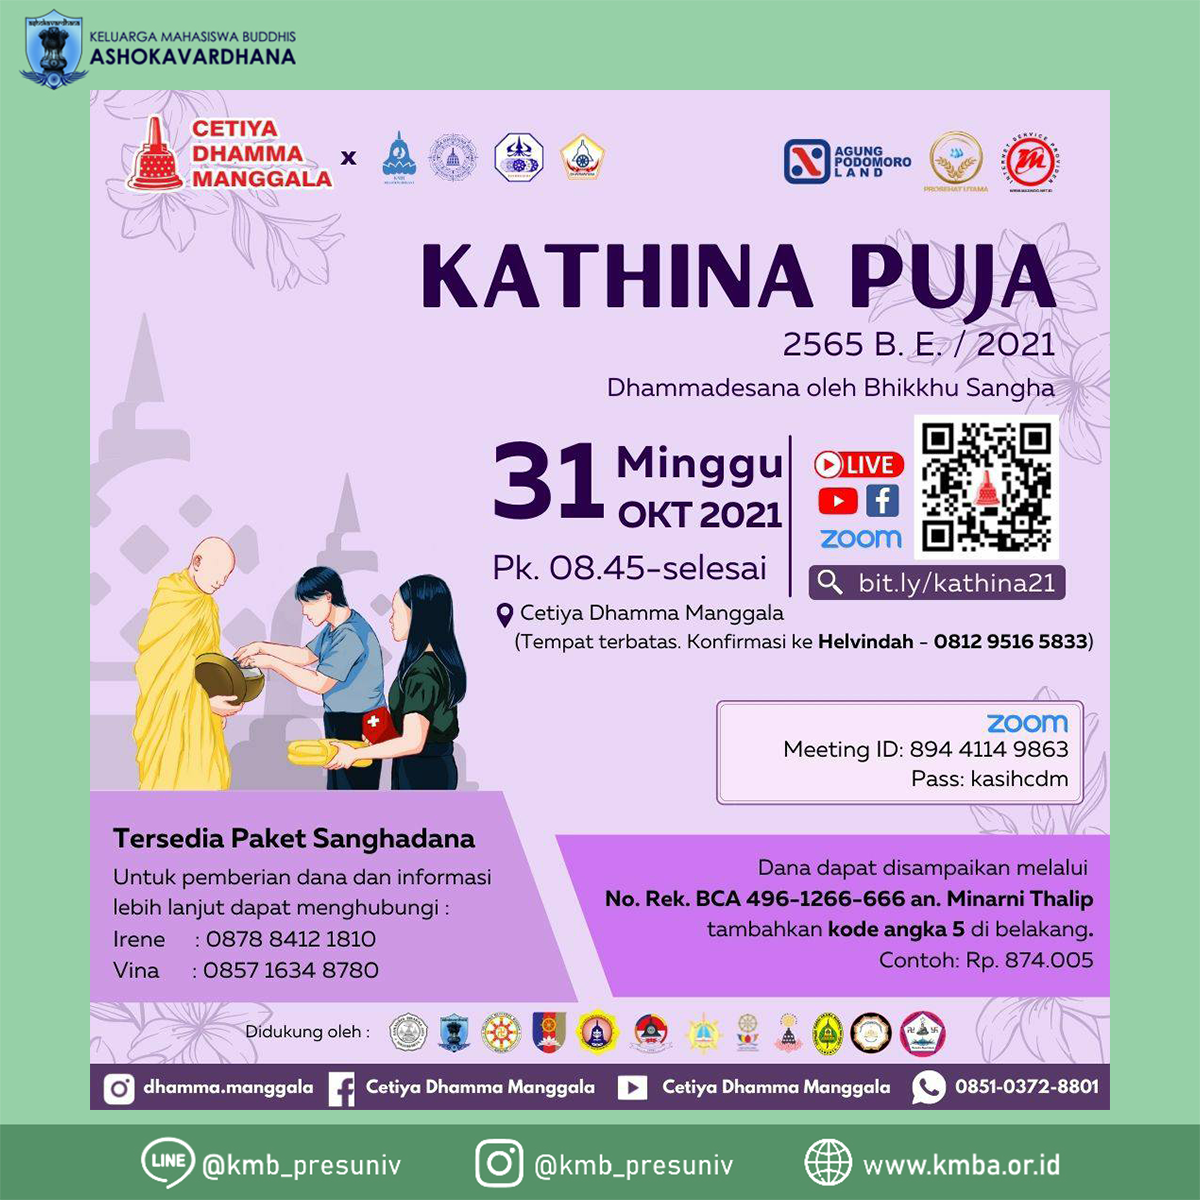 ashokavardhana
KELUARGA MAHASISWA BUDDHIS
ASHOKAVARDHANA
CETIYA
DHAMMA
MANGGALA
x
AGUNG
PODOMORO
LAND
PROSEHAT UTAMA
INTERNET SERVICE PROVIDER
KATHINA PUJA
2565 B. E. / 2021
Dhammadesana oleh Bhikkhu Sangha
31 Minggu
OKT 2021
Pk. 08.45-selesai
LIVE
zoom
bit.ly/kathina21
Cetiya Dhamma Manggala
(Tempat terbatas. Konfirmasi ke Helvindah - 0812 9516 5833)
zoom
Meeting ID: 894 4114 9863
Pass: kasihcdm
Tersedia Paket Sanghadana
Untuk pemberian dana dan informasi
lebih lanjut dapat menghubungi :
Irene : 0878 8412 1810
Vina : 0857 1634 8780
Dana dapat disampaikan melalui
No. Rek. BCA 496-1266-666 an. Minarni Thalip
tambahkan kode angka 5 di belakang.
Contoh: Rp. 874.005
Didukung oleh :
dhamma.manggala
Cetiya Dhamma Manggala
Cetiya Dhamma Manggala
0851-0372-8801
LINE @kmb_presuniv
@kmb_presuniv
www.kmba.or.id